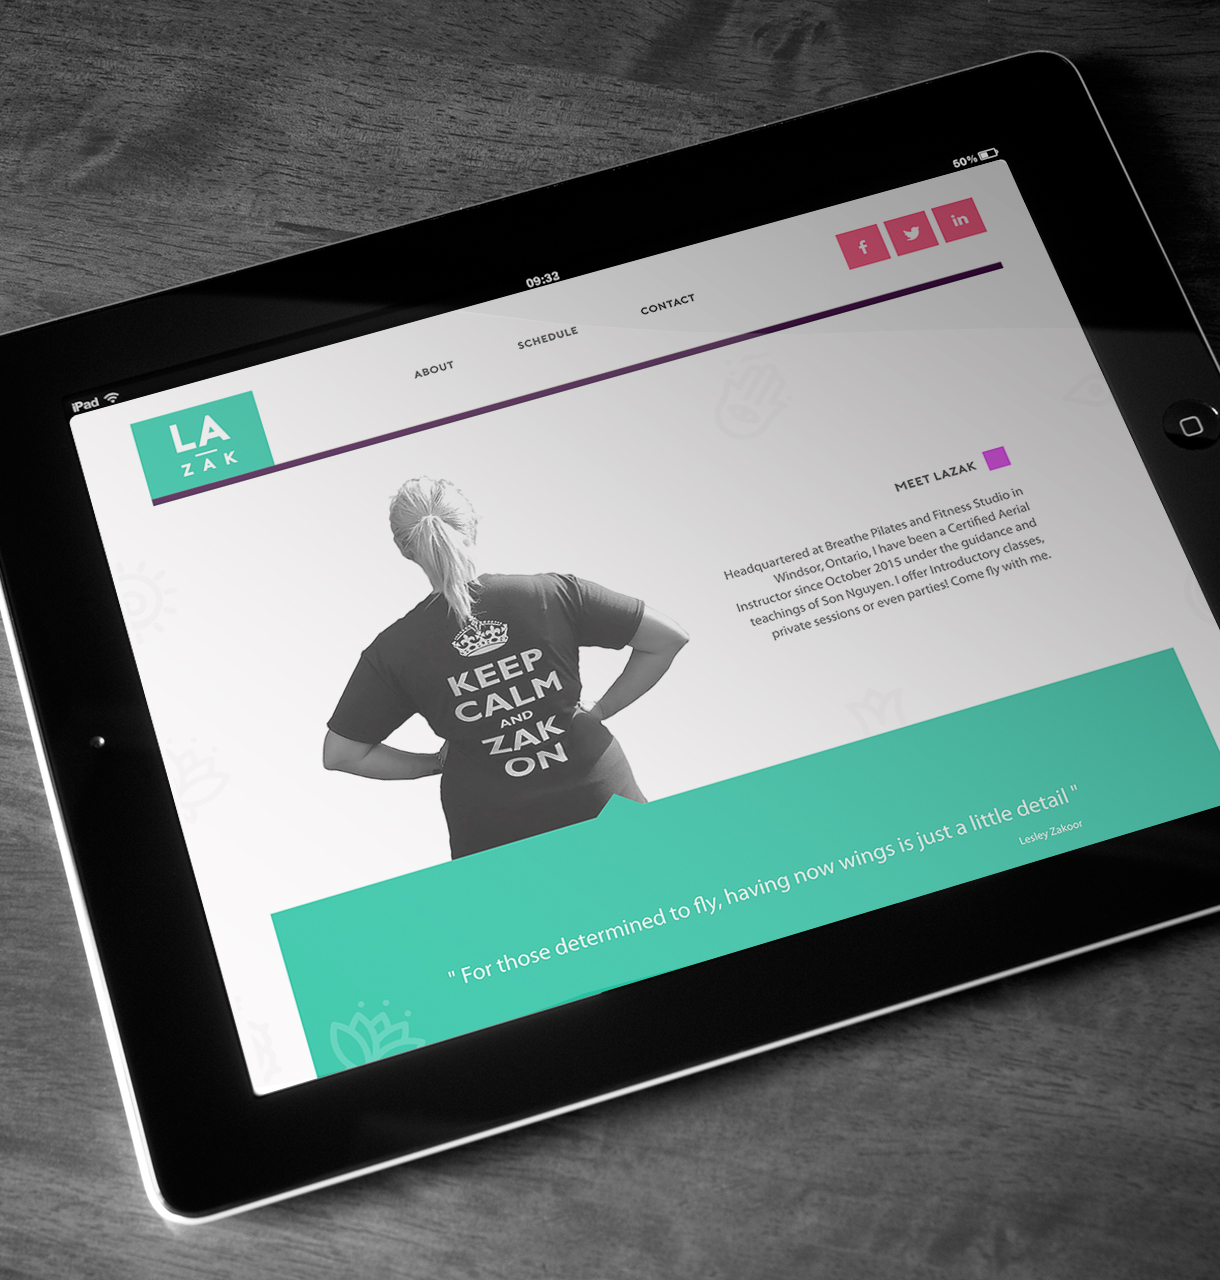 iPad
09:32
50%
LA
ZAK
ABOUT
SCHEDULE
CONTACT
f
in
MEET LAZAK
Headquartered at Breathe Pilates and Fitness Studio in
Windsor, Ontario, I have been a Certified Aerial
Instructor since October 2015 under the guidance and
teachings of Son Nguyen. I offer Introductory classes,
private sessions or even parties! Come fly with me.
KEEP
CALM
AND
ZAK
ON
" For those determined to fly, having now wings is just a little detail "
Lesley Zakoor